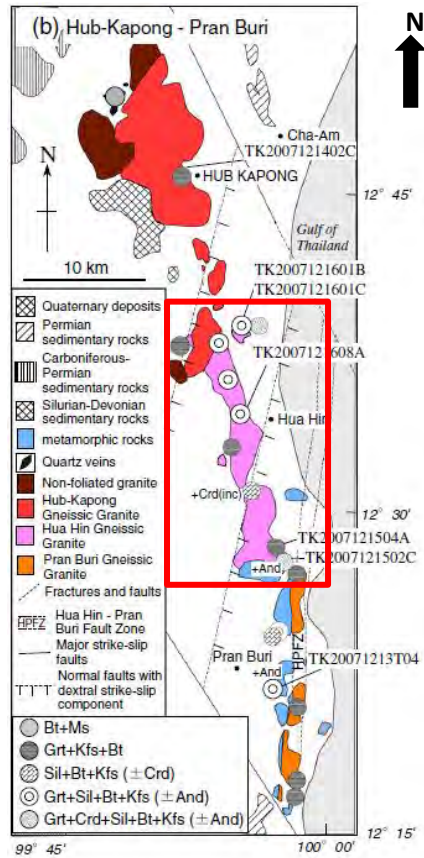 (b) Hub-Kapong - Pran Buri
N
Cha-Am
TK2007121402C
N
HUB KAPONG
12° 45'
Gulf of
Thailand
10 km
TK2007121601B
TK2007121601C
Quaternary deposits
Permian
sedimentary rocks
TK2007121608A
Carboniferous-
Permian
sedimentary rocks
Silurian-Devonian
sedimentary rocks
Hua Hin
metamorphic rocks
Quartz veins
Non-foliated granite
+Crd(inc)
Hub-Kapong
Gneissic Granite
12° 30'
Hua Hin Gneissic
Granite
TK2007121504A
Pran Buri Gneissic
Granite
+And
TK2007121502C
Fractures and faults
HPFZ
Hua Hin - Pran
Buri Fault Zone
HPFZ
Major strike-slip
faults
Pran Buri
+And
TK20071213T04
Normal faults with
dextral strike-slip
component
Bt+Ms
Grt+Kfs+Bt
Sil+Bt+Kfs (±Crd)
Grt+Sil+Bt+Kfs (±And)
Grt+Crd+Sil+Bt+Kfs (±And)
99° 45'
100° 00'
12° 15'